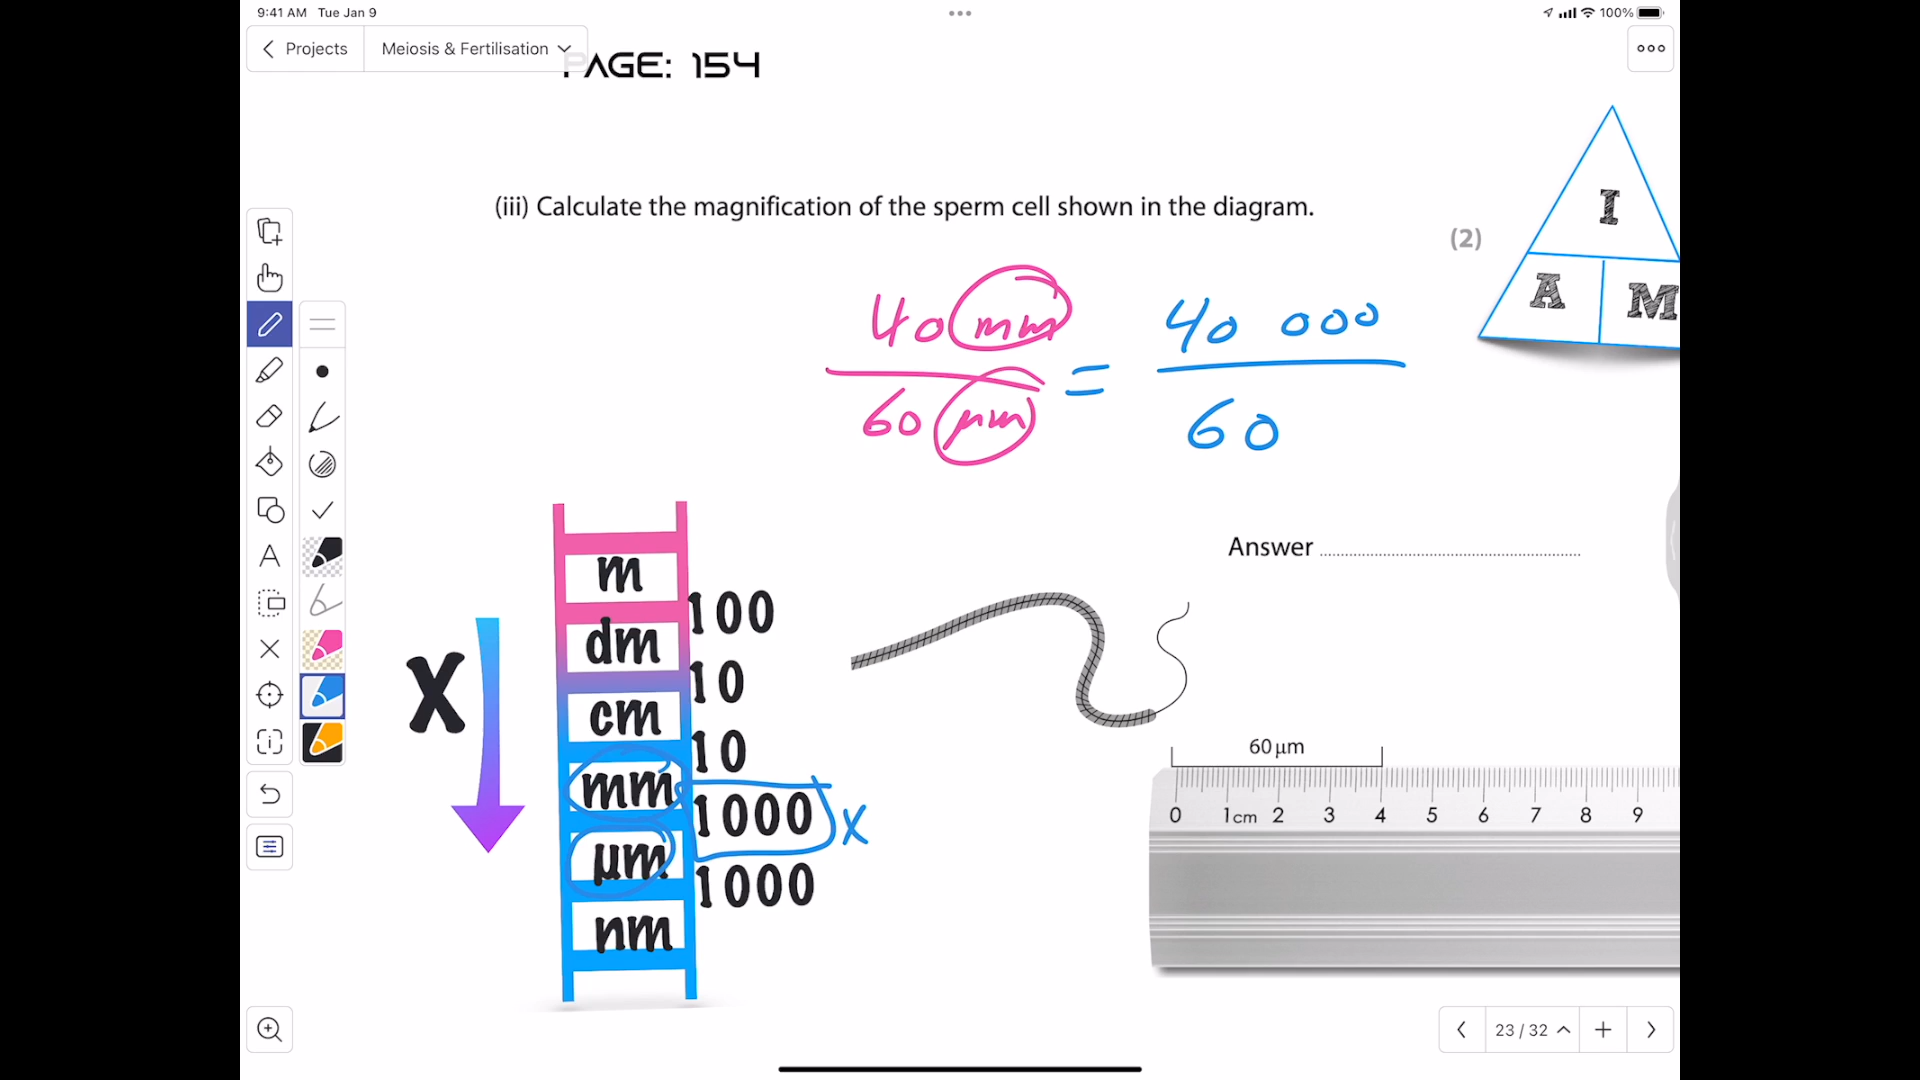 9:41 AM Tue Jan 9
100%
Projects
Meiosis & Fertilisation
PAGE: 154
(iii) Calculate the magnification of the sperm cell shown in the diagram.
(2)
I
A M
40 mm = 40 000
60 µm 60
Answer
X
m
100
dm
10
cm
10
mm
1000 x
µm
1000
nm
60 µm
0 1cm 2 3 4 5 6 7 8 9
A
23 / 32